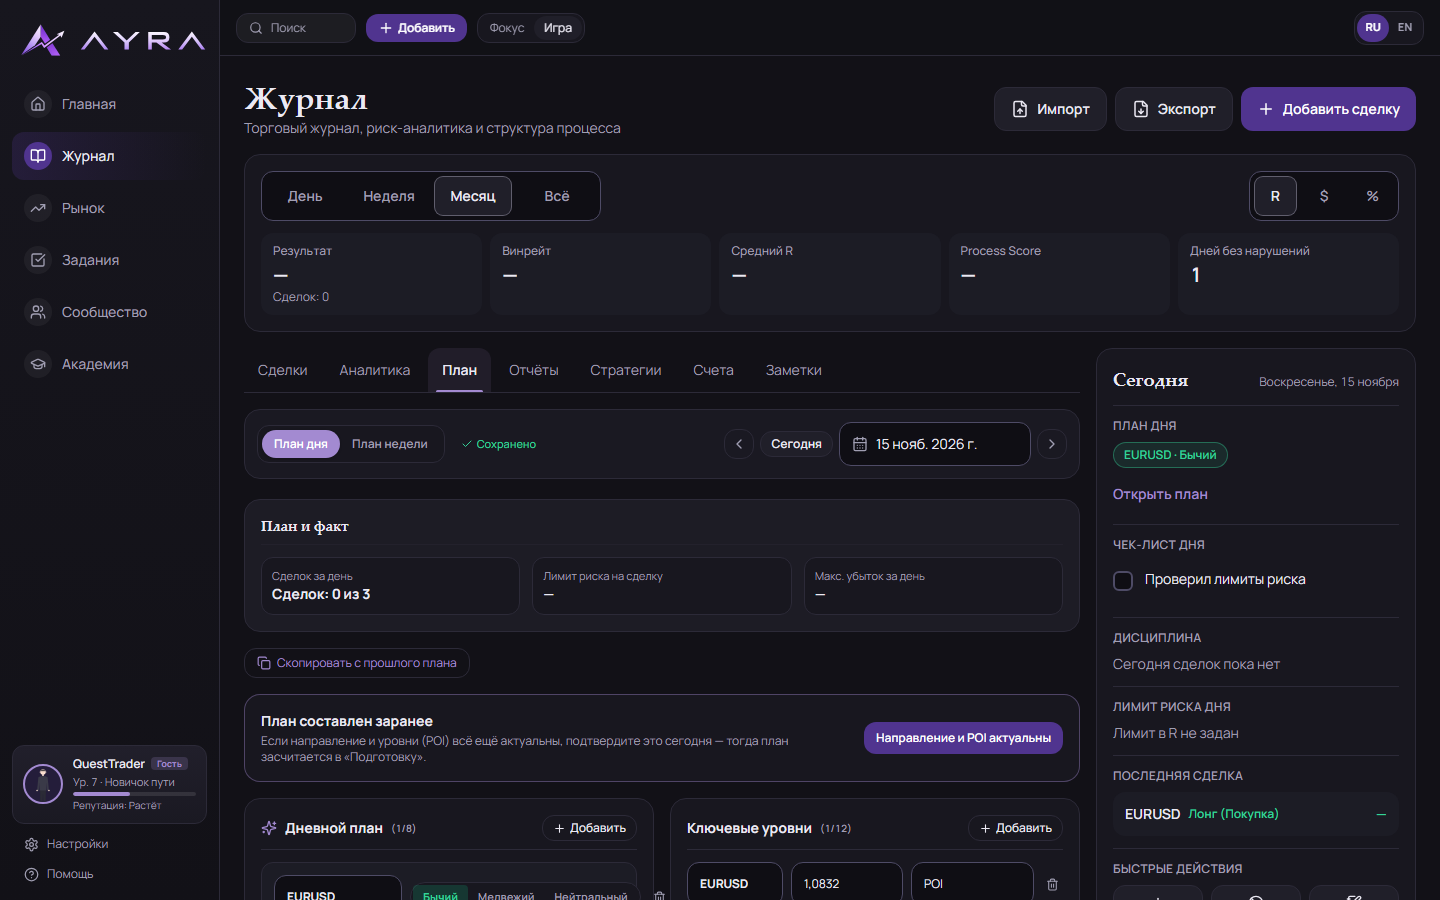 AYRA
Поиск
Добавить
Фокус
Игра
RU
EN
Главная
Журнал
Рынок
Задания
Сообщество
Академия
QuestTrader
Гость
Ур. 7 · Новичок пути
Репутация: Растёт
Настройки
Помощь
Журнал
Торговый журнал, риск-аналитика и структура процесса
Импорт
Экспорт
Добавить сделку
День
Неделя
Месяц
Всё
R
$
%
Результат
—
Сделок: 0
Винрейт
—
Средний R
—
Process Score
—
Дней без нарушений
1
Сделки
Аналитика
План
Отчёты
Стратегии
Счета
Заметки
План дня
План недели
Сохранено
Сегодня
15 нояб. 2026 г.
План и факт
Сделок за день
Сделок: 0 из 3
Лимит риска на сделку
—
Макс. убыток за день
—
Скопировать с прошлого плана
План составлен заранее
Если направление и уровни (POI) всё ещё актуальны, подтвердите это сегодня — тогда план
засчитается в «Подготовку».
Направление и POI актуальны
Дневной план (1/8)
Добавить
EURUSD
Бычий
Медвежий
Нейтральный
Ключевые уровни (1/12)
Добавить
EURUSD
1,0832
POI
Сегодня
Воскресенье, 15 ноября
ПЛАН ДНЯ
EURUSD · Бычий
Открыть план
ЧЕК-ЛИСТ ДНЯ
Проверил лимиты риска
ДИСЦИПЛИНА
Сегодня сделок пока нет
ЛИМИТ РИСКА ДНЯ
Лимит в R не задан
ПОСЛЕДНЯЯ СДЕЛКА
EURUSD Лонг (Покупка) —
БЫСТРЫЕ ДЕЙСТВИЯ